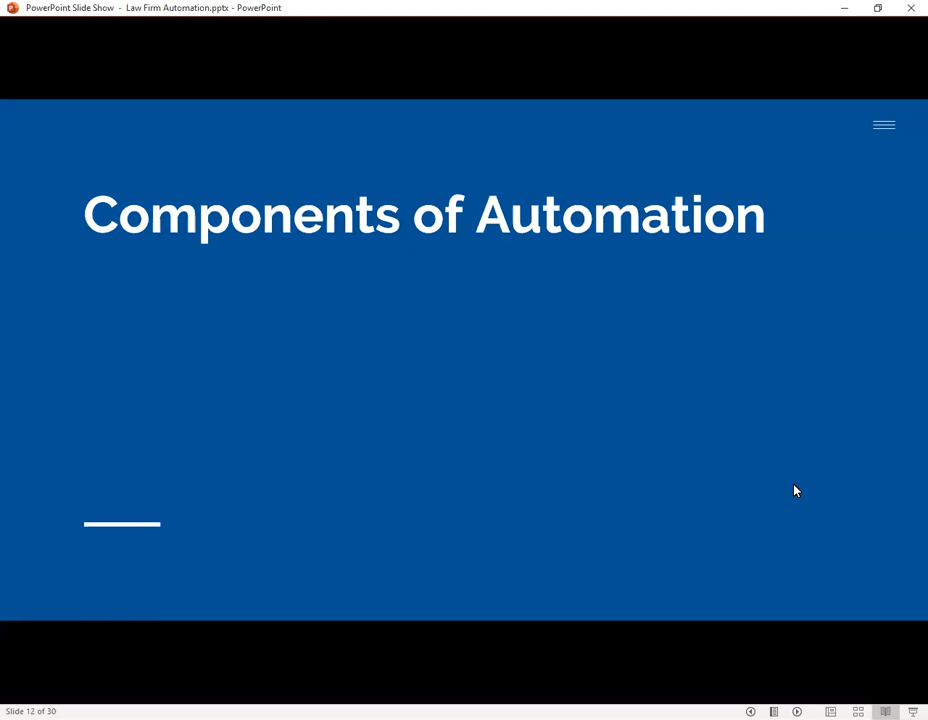 PowerPoint Slide Show - Law Firm Automation.pptx - PowerPoint
Components of Automation
Slide 12 of 30